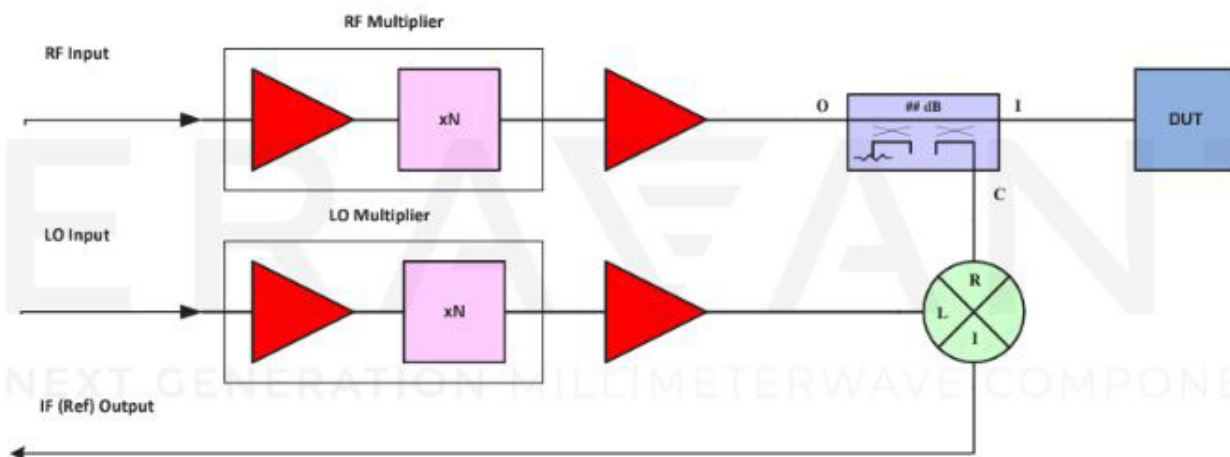 RF Multiplier
RF Input
xN
O
## dB
I
DUT
C
LO Multiplier
LO Input
xN
R
L
I
ERAVANT
NEXT GENERATION MILLIMETERWAVE COMPONE
IF (Ref) Output